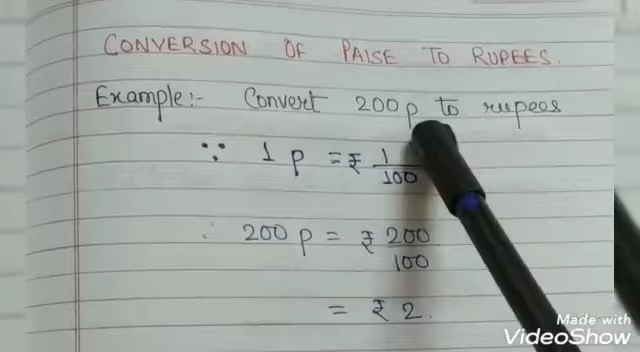 CONVERSION OF PAISE TO RUPEES.
Example:- Convert 200p to rupees
∵ 1 p = ₹ 1/100
∴ 200 p = ₹ 200/100
= ₹ 2.
Made with
VideoShow